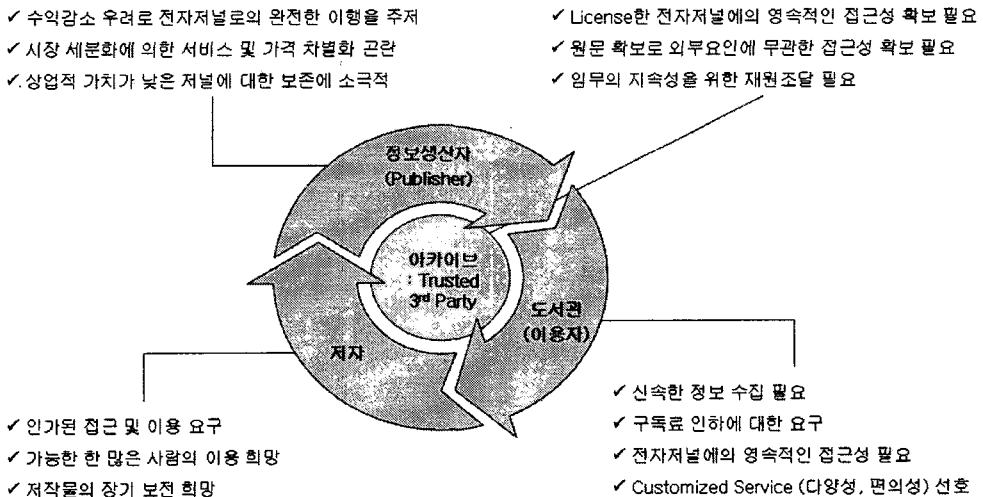 ✓ 수익감소 우려로 전자저널로의 완전한 이행을 주저
✓ 시장 세분화에 의한 서비스 및 가격 차별화 곤란
✓ 상업적 가치가 낮은 저널에 대한 보존에 소극적
✓ License한 전자저널에의 영속적인 접근성 확보 필요
✓ 원문 확보로 외부요인에 무관한 접근성 확보 필요
✓ 임무의 지속성을 위한 재원조달 필요
정보생산자
(Publisher)
아카이브
: Trusted
3rd Party
도서관
(이용자)
저자
✓ 인가된 접근 및 이용 요구
✓ 가능한 한 많은 사람의 이용 희망
✓ 저작물의 장기 보전 희망
✓ 신속한 정보 수집 필요
✓ 구독료 인하에 대한 요구
✓ 전자저널에의 영속적인 접근성 필요
✓ Customized Service (다양성, 편의성) 선호